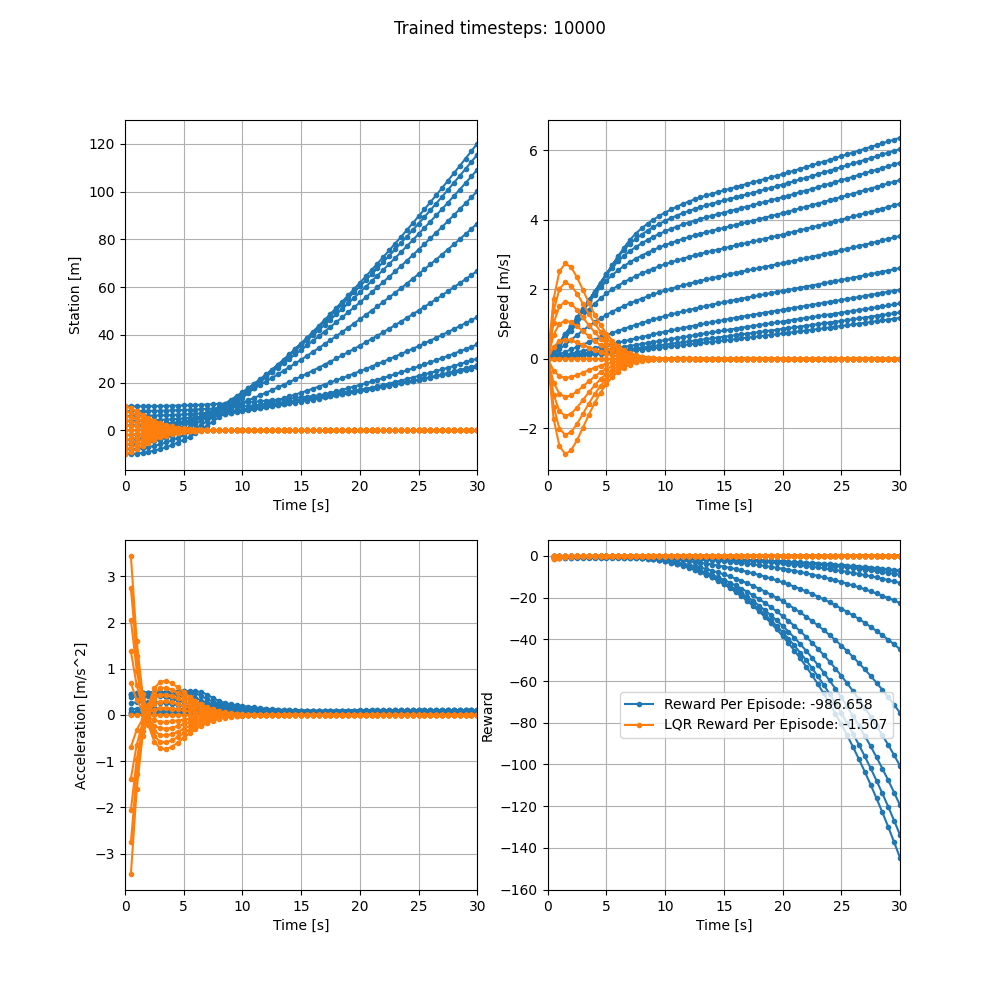 Trained timesteps: 10000
120
100
80
60
40
20
0
Station [m]
0 5 10 15 20 25 30
Time [s]
6
4
2
0
−2
Speed [m/s]
0 5 10 15 20 25 30
Time [s]
3
2
1
0
−1
−2
−3
Acceleration [m/s^2]
0 5 10 15 20 25 30
Time [s]
0
−20
−40
−60
−80
−100
−120
−140
−160
Reward
Reward Per Episode: -986.658
LQR Reward Per Episode: -1.507
0 5 10 15 20 25 30
Time [s]